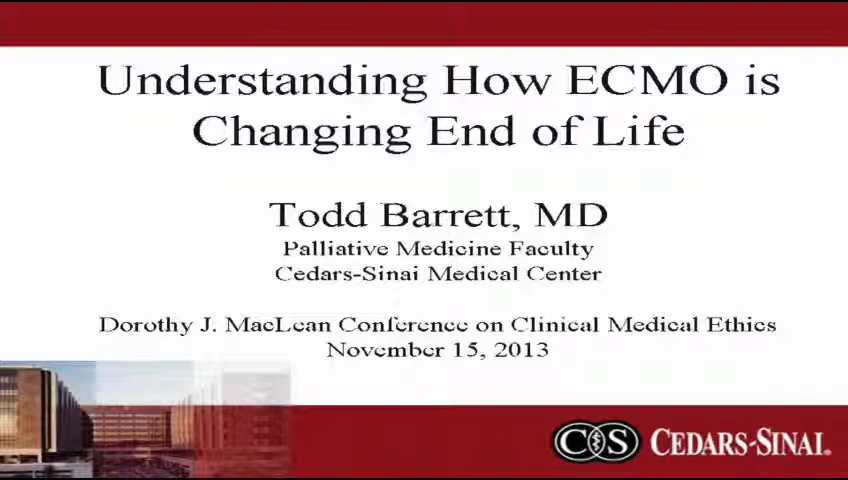 Understanding How ECMO is
Changing End of Life
Todd Barrett, MD
Palliative Medicine Faculty
Cedars-Sinai Medical Center
Dorothy J. MacLean Conference on Clinical Medical Ethics
November 15, 2013
CS CEDARS-SINAI®